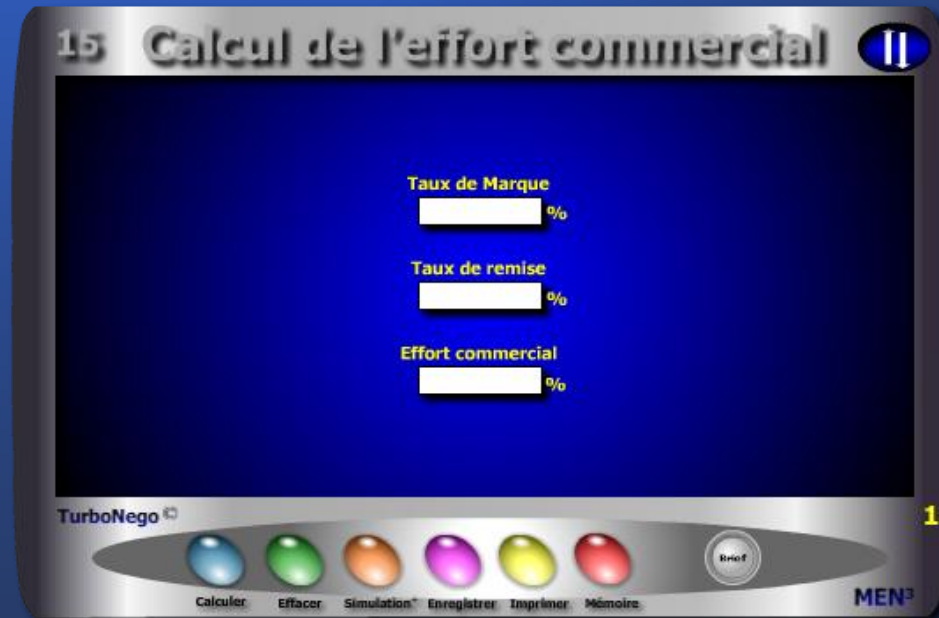 15 Calcul de l'effort commercial
Taux de Marque
%
Taux de remise
%
Effort commercial
%
TurboNego ©
1
Brief
Calculer Effacer Simulation* Enregistrer Imprimer Mémoire
MEN³